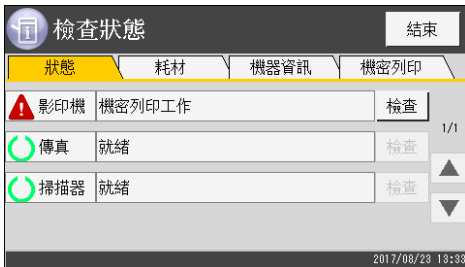 檢查狀態
結束
狀態 耗材 機器資訊 機密列印
影印機 機密列印工作 檢查
1/1
傳真 就緒 檢查
掃描器 就緒 檢查
2017/08/23 13:33